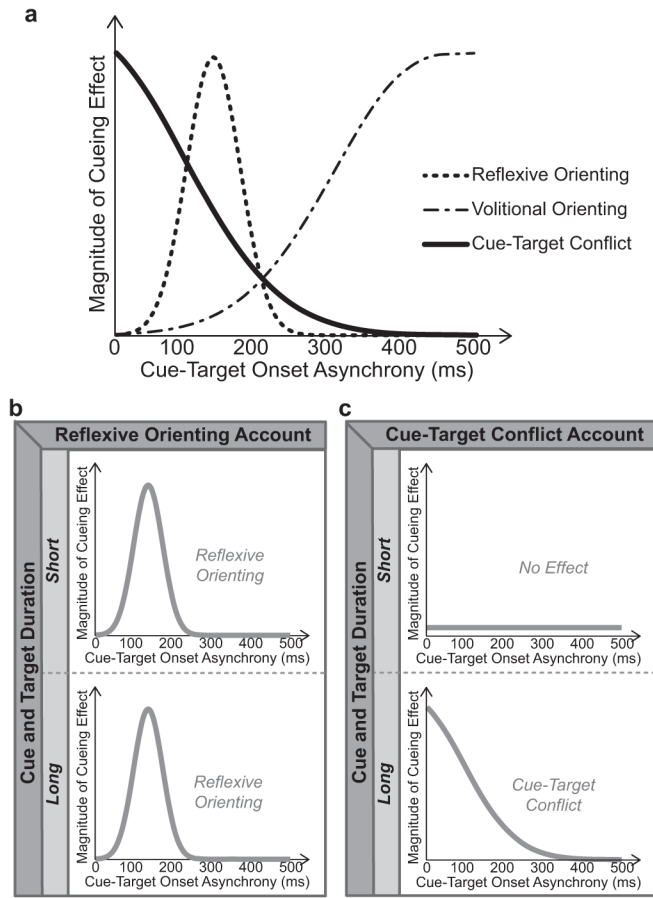 a
Magnitude of Cueing Effect
Reflexive Orienting
Volitional Orienting
Cue-Target Conflict
0 100 200 300 400 500
Cue-Target Onset Asynchrony (ms)
b
Reflexive Orienting Account
Cue and Target Duration
Short
Magnitude of Cueing Effect
Reflexive
Orienting
0 100 200 300 400 500
Cue-Target Onset Asynchrony (ms)
Long
Magnitude of Cueing Effect
Reflexive
Orienting
0 100 200 300 400 500
Cue-Target Onset Asynchrony (ms)
c
Cue-Target Conflict Account
Cue and Target Duration
Short
Magnitude of Cueing Effect
No Effect
0 100 200 300 400 500
Cue-Target Onset Asynchrony (ms)
Long
Magnitude of Cueing Effect
Cue-Target
Conflict
0 100 200 300 400 500
Cue-Target Onset Asynchrony (ms)